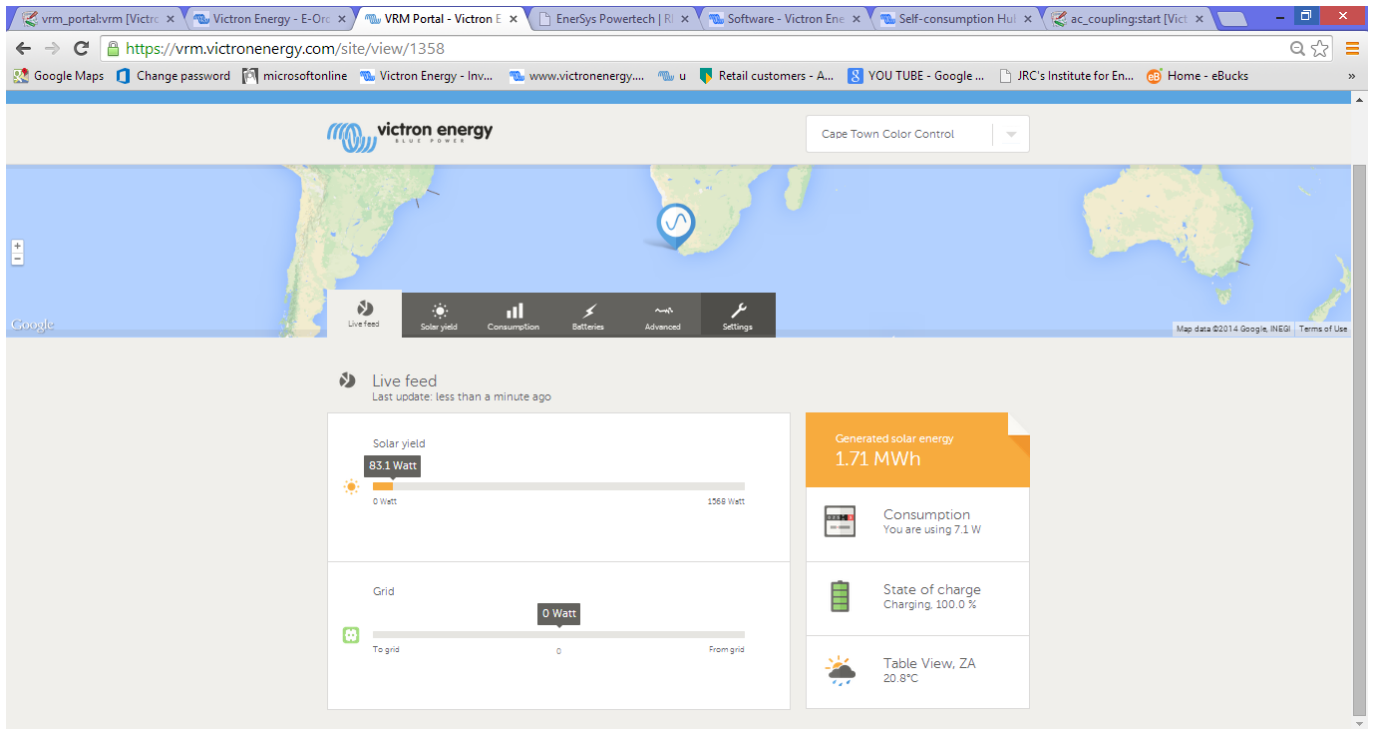 vrm_portal:vrm [Victro
Victron Energy - E-Orc
VRM Portal - Victron E
EnerSys Powertech | Rl
Software - Victron Ene
Self-consumption Hul
ac_coupling:start [Vict
https://vrm.victronenergy.com/site/view/1358
Google Maps
Change password
microsoftonline
Victron Energy - Inv...
www.victronenergy....
u
Retail customers - A...
YOU TUBE - Google ...
JRC's Institute for En...
Home - eBucks
»
victron energy
BLUE POWER
Cape Town Color Control
+
−
Google
Live feed
Solar yield
Consumption
Batteries
Advanced
Settings
Map data ©2014 Google, INEGI
Terms of Use
Live feed
Last update: less than a minute ago
Solar yield
83.1 Watt
0 Watt
1568 Watt
Grid
0 Watt
To grid
0
From grid
Generated solar energy
1.71 MWh
Consumption
You are using 7.1 W
State of charge
Charging, 100.0 %
Table View, ZA
20.8°C